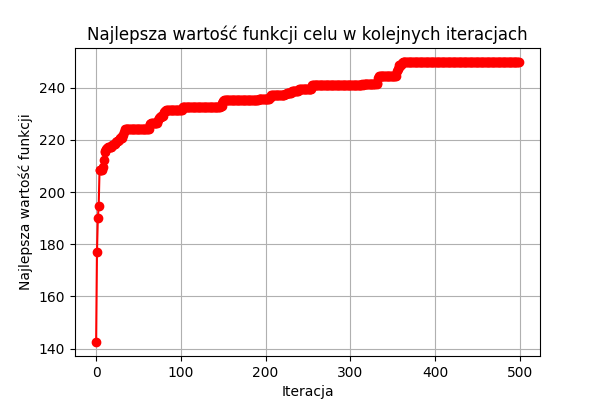 Najlepsza wartość funkcji celu w kolejnych iteracjach
Najlepsza wartość funkcji
240
220
200
180
160
140
0 100 200 300 400 500
Iteracja